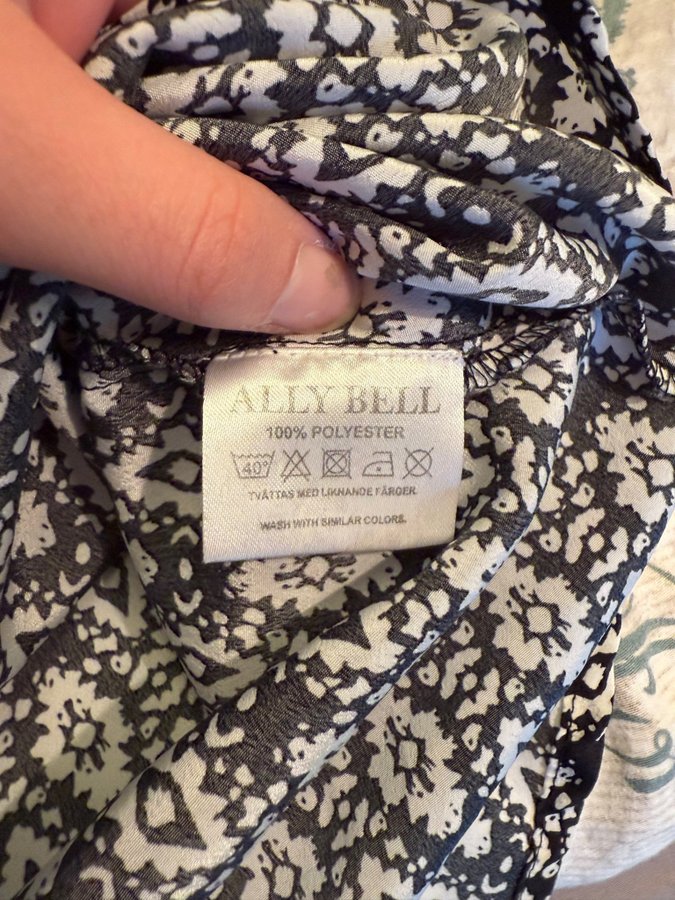 ALLY BELL
100% POLYESTER
40°
TVÄTTAS MED LIKNANDE FÄRGER.
WASH WITH SIMILAR COLORS.